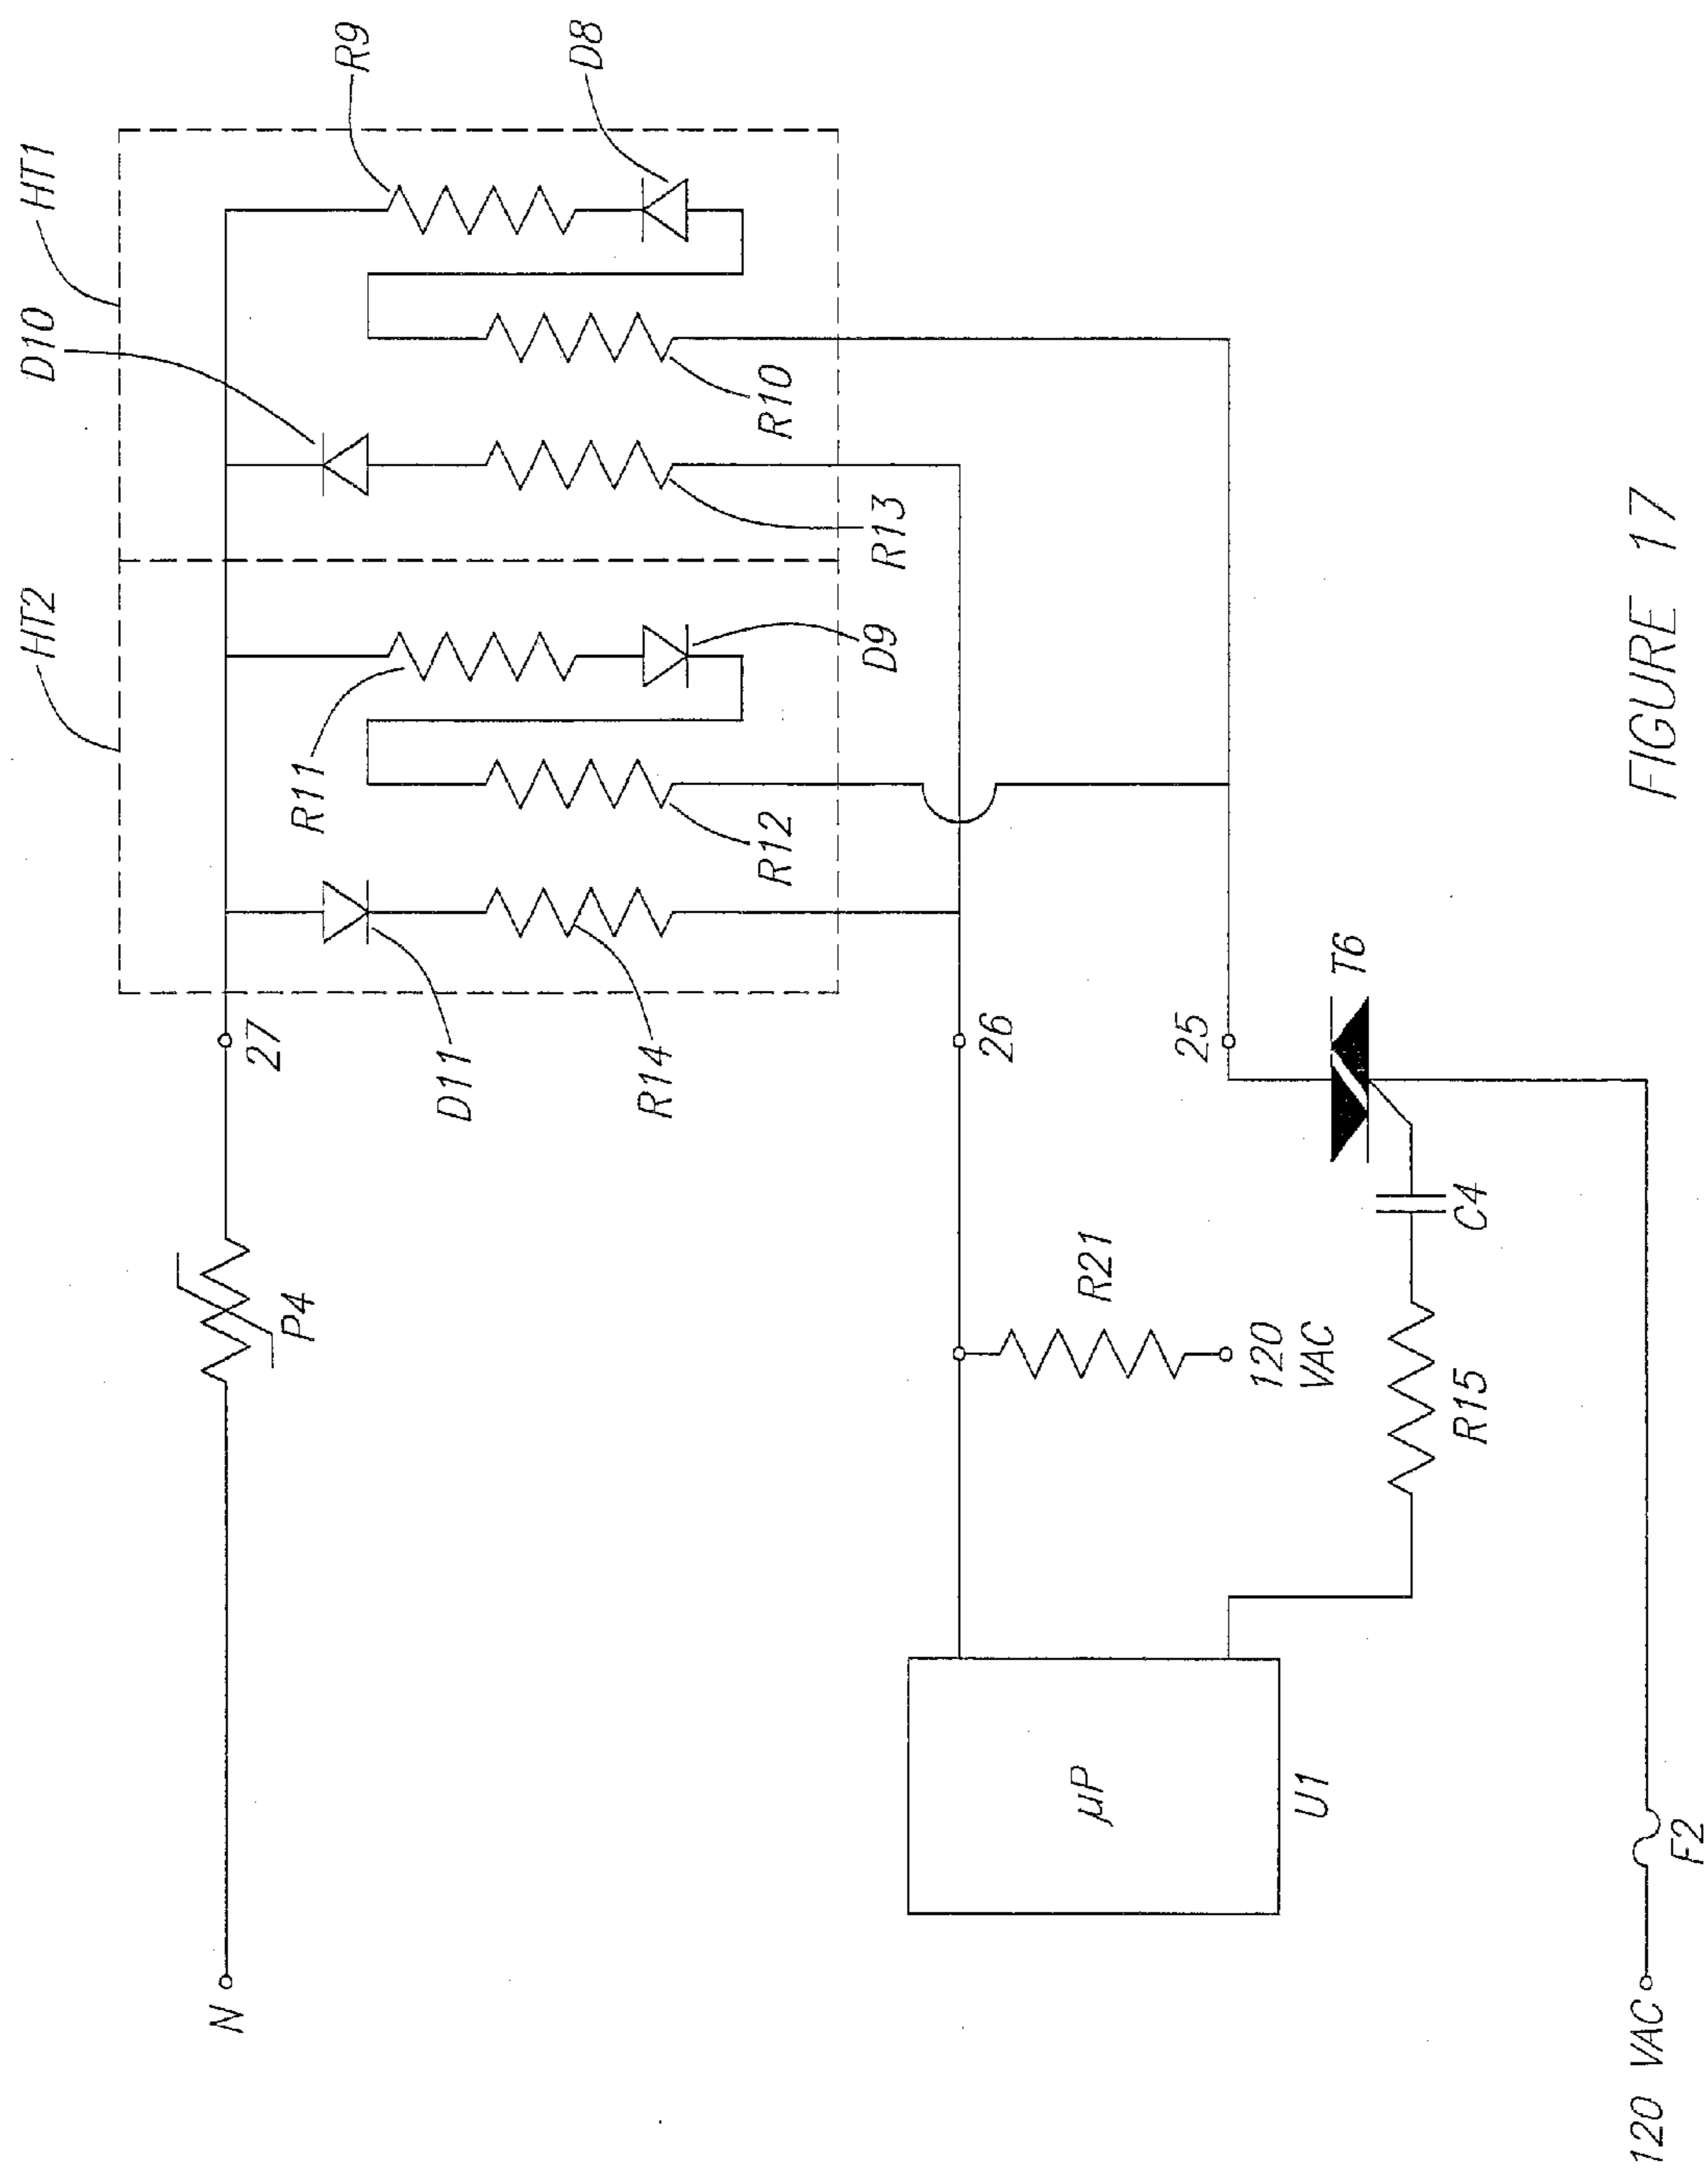 HT2
D10
HT1
R9
D8
R11
R12
D9
R13
R10
N
P4
27
D11
R14
26
25
R21
120
VAC
T6
C4
R15
µP
U1
120 VAC
F2
FIGURE 17